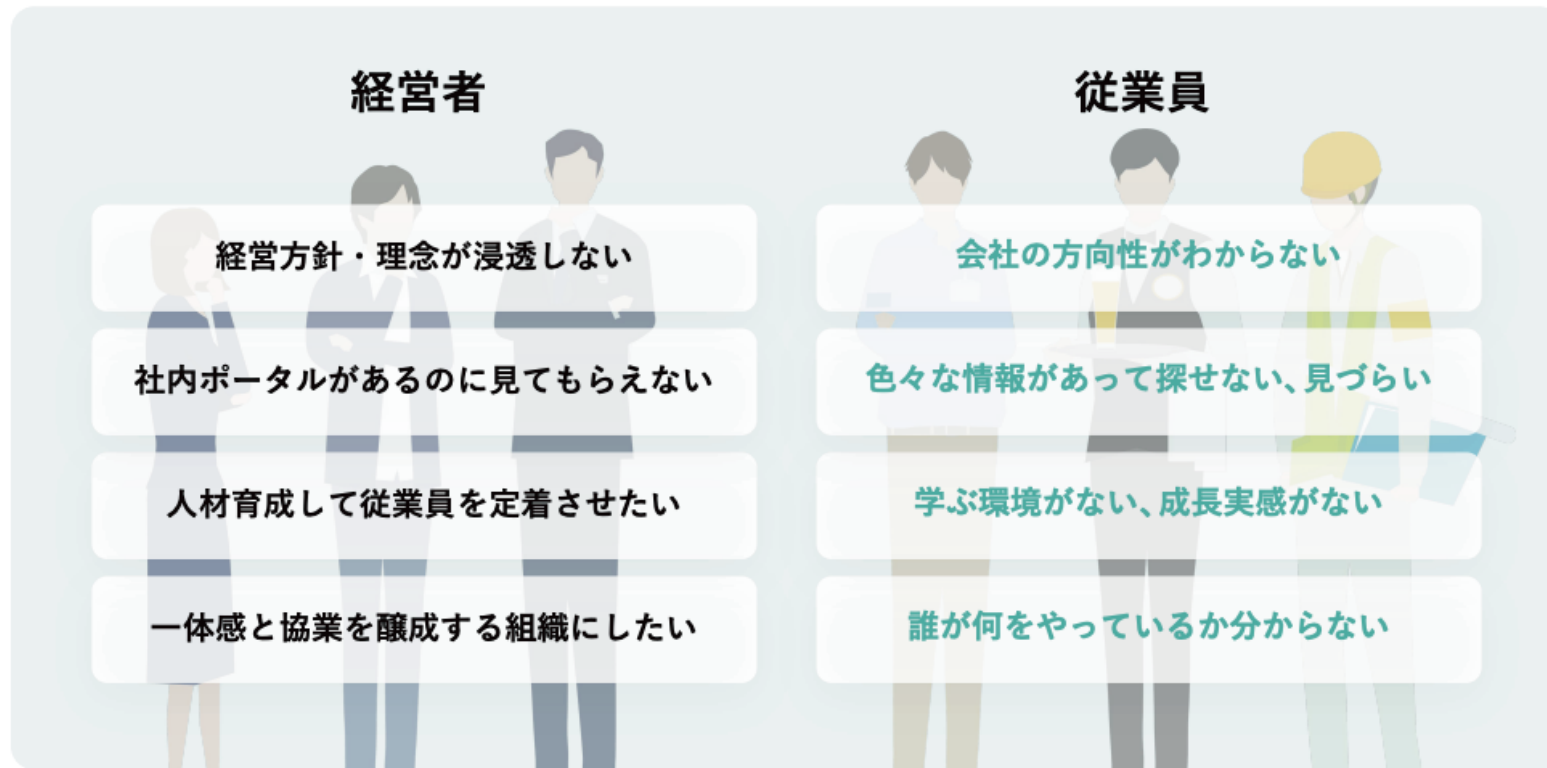 経営者
経営方針・理念が浸透しない
社内ポータルがあるのに見てもらえない
人材育成して従業員を定着させたい
一体感と協業を醸成する組織にしたい
従業員
会社の方向性がわからない
色々な情報があって探せない、見づらい
学ぶ環境がない、成長実感がない
誰が何をやっているか分からない